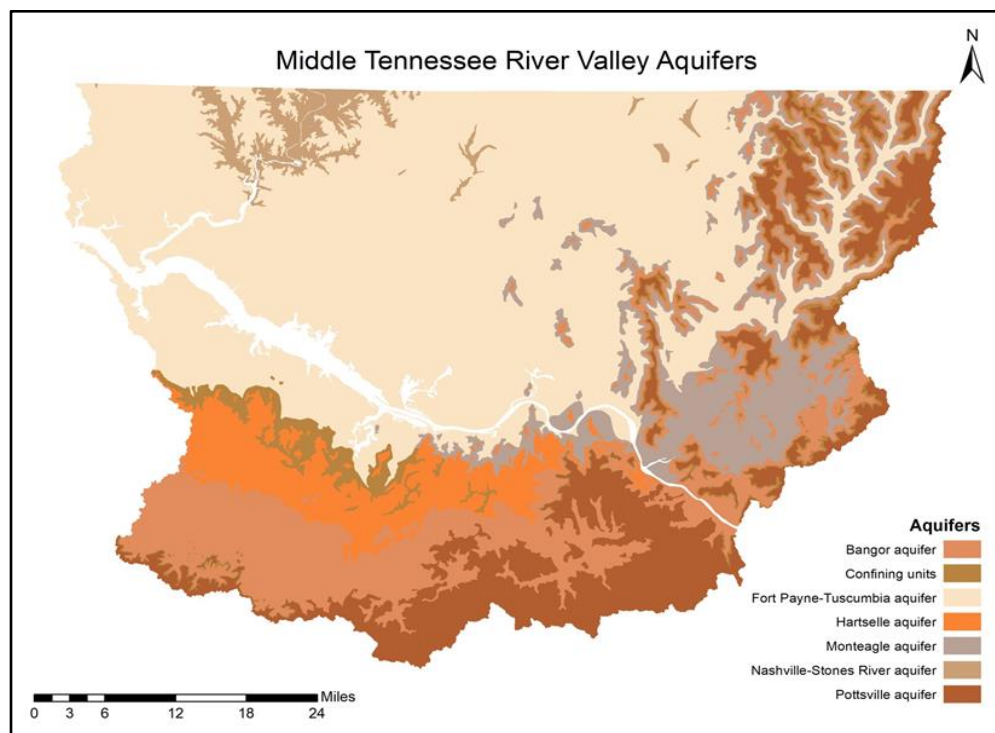 N
Middle Tennessee River Valley Aquifers
Aquifers
Bangor aquifer
Confining units
Fort Payne-Tuscumbia aquifer
Hartselle aquifer
Monteagle aquifer
Nashville-Stones River aquifer
Pottsville aquifer
Miles
0 3 6 12 18 24